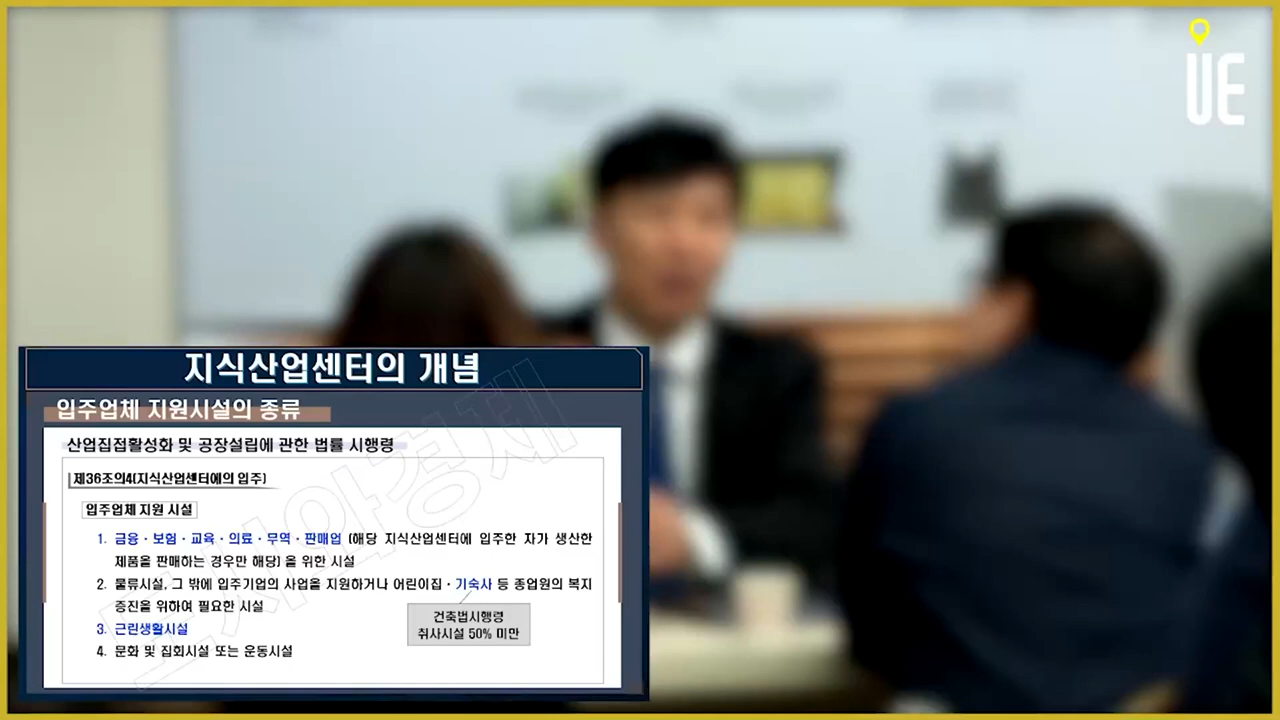 UE
지식산업센터의 개념
입주업체 지원시설의 종류
산업집접활성화 및 공장설립에 관한 법률 시행령
제36조의4(지식산업센터에의 입주)
입주업체 지원 시설
1. 금융·보험·교육·의료·무역·판매업 (해당 지식산업센터에 입주한 자가 생산한
제품을 판매하는 경우만 해당) 을 위한 시설
2. 물류시설, 그 밖에 입주기업의 사업을 지원하거나 어린이집·기숙사 등 종업원의 복지
증진을 위하여 필요한 시설
건축법시행령
취사시설 50% 미만
3. 근린생활시설
4. 문화 및 집회시설 또는 운동시설
도시와경제